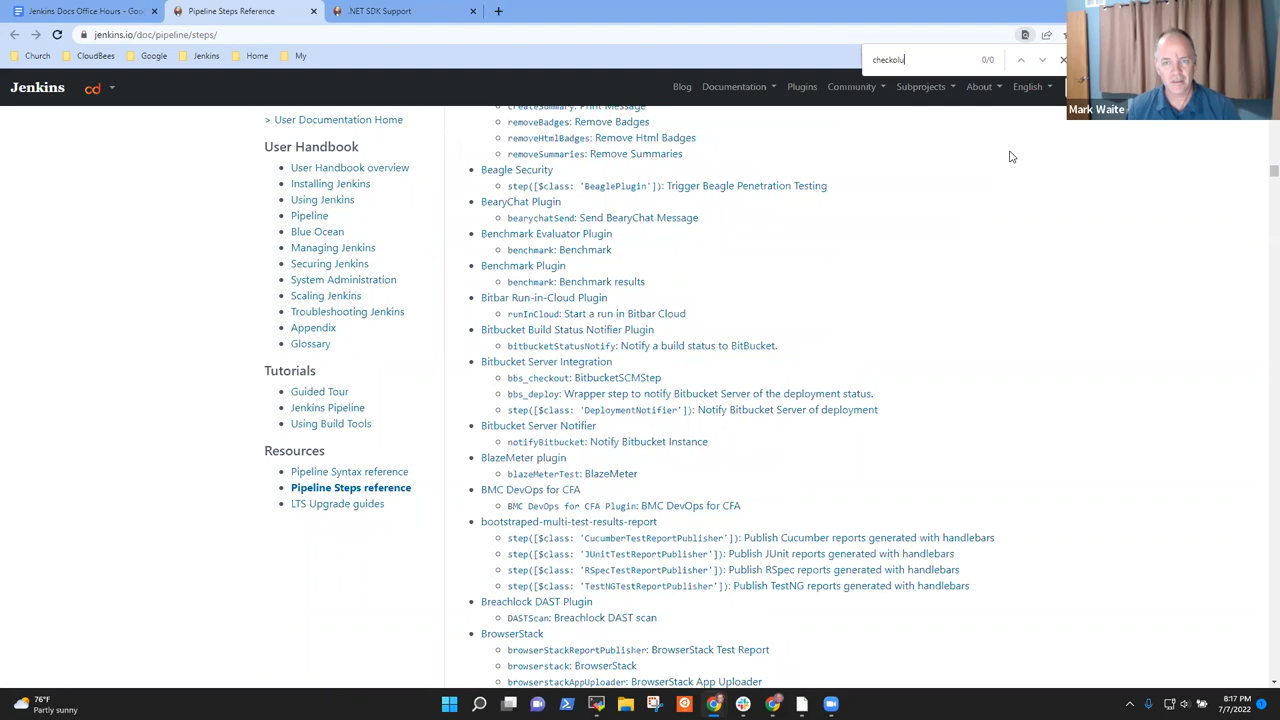 Jenkins Docs Office Hours - Goo
Pipeline Steps Reference
.NET SDK Support
jenkins.io/doc/pipeline/steps/
Church
CloudBees
Google
Jenkins
Home
My
checkolu
0/0
Mark Waite
Jenkins
cd
Blog
Documentation
Plugins
Community
Subprojects
About
English
> User Documentation Home
User Handbook
User Handbook overview
Installing Jenkins
Using Jenkins
Pipeline
Blue Ocean
Managing Jenkins
Securing Jenkins
System Administration
Scaling Jenkins
Troubleshooting Jenkins
Appendix
Glossary
Tutorials
Guided Tour
Jenkins Pipeline
Using Build Tools
Resources
Pipeline Syntax reference
Pipeline Steps reference
LTS Upgrade guides
createSummary: Print Message
removeBadges: Remove Badges
removeHtmlBadges: Remove Html Badges
removeSummaries: Remove Summaries
Beagle Security
step([$class: 'BeaglePlugin']): Trigger Beagle Penetration Testing
BearyChat Plugin
bearychatSend: Send BearyChat Message
Benchmark Evaluator Plugin
benchmark: Benchmark
Benchmark Plugin
benchmark: Benchmark results
Bitbar Run-in-Cloud Plugin
runInCloud: Start a run in Bitbar Cloud
Bitbucket Build Status Notifier Plugin
bitbucketStatusNotify: Notify a build status to BitBucket.
Bitbucket Server Integration
bbs_checkout: BitbucketSCMStep
bbs_deploy: Wrapper step to notify Bitbucket Server of the deployment status.
step([$class: 'DeploymentNotifier']): Notify Bitbucket Server of deployment
Bitbucket Server Notifier
notifyBitbucket: Notify Bitbucket Instance
BlazeMeter plugin
blazeMeterTest: BlazeMeter
BMC DevOps for CFA
BMC DevOps for CFA Plugin: BMC DevOps for CFA
bootstraped-multi-test-results-report
step([$class: 'CucumberTestReportPublisher']): Publish Cucumber reports generated with handlebars
step([$class: 'JUnitTestReportPublisher']): Publish JUnit reports generated with handlebars
step([$class: 'RSpecTestReportPublisher']): Publish RSpec reports generated with handlebars
step([$class: 'TestNGTestReportPublisher']): Publish TestNG reports generated with handlebars
Breachlock DAST Plugin
DASTScan: Breachlock DAST scan
BrowserStack
browserStackReportPublisher: BrowserStack Test Report
browserstack: BrowserStack
browserstackAppUploader: BrowserStack App Uploader
76°F
Partly sunny
8:17 PM
7/7/2022